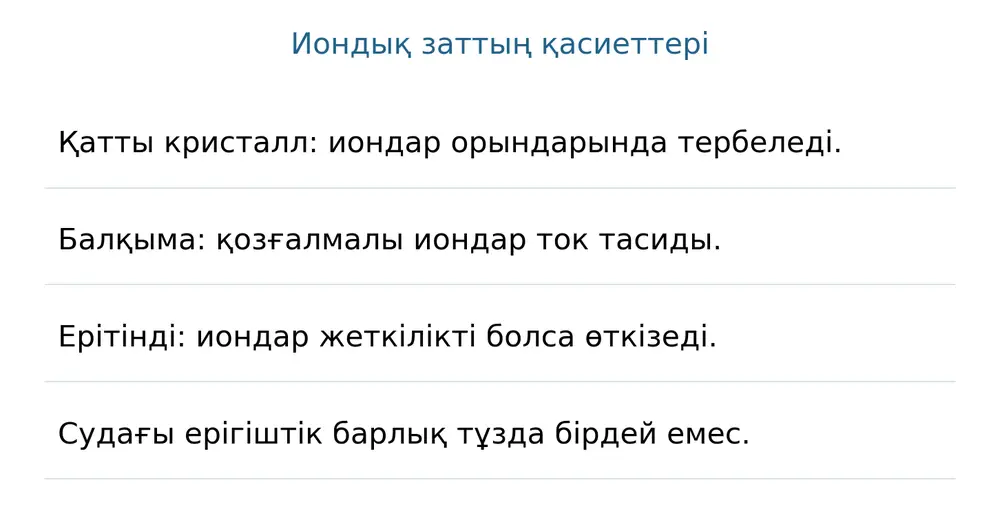 Иондық заттың қасиеттері
Қатты кристалл: иондар орындарында тербеледі.
Балқыма: қозғалмалы иондар ток тасиды.
Ерітінді: иондар жеткілікті болса өткізеді.
Судағы ерігіштік барлық тұзда бірдей емес.